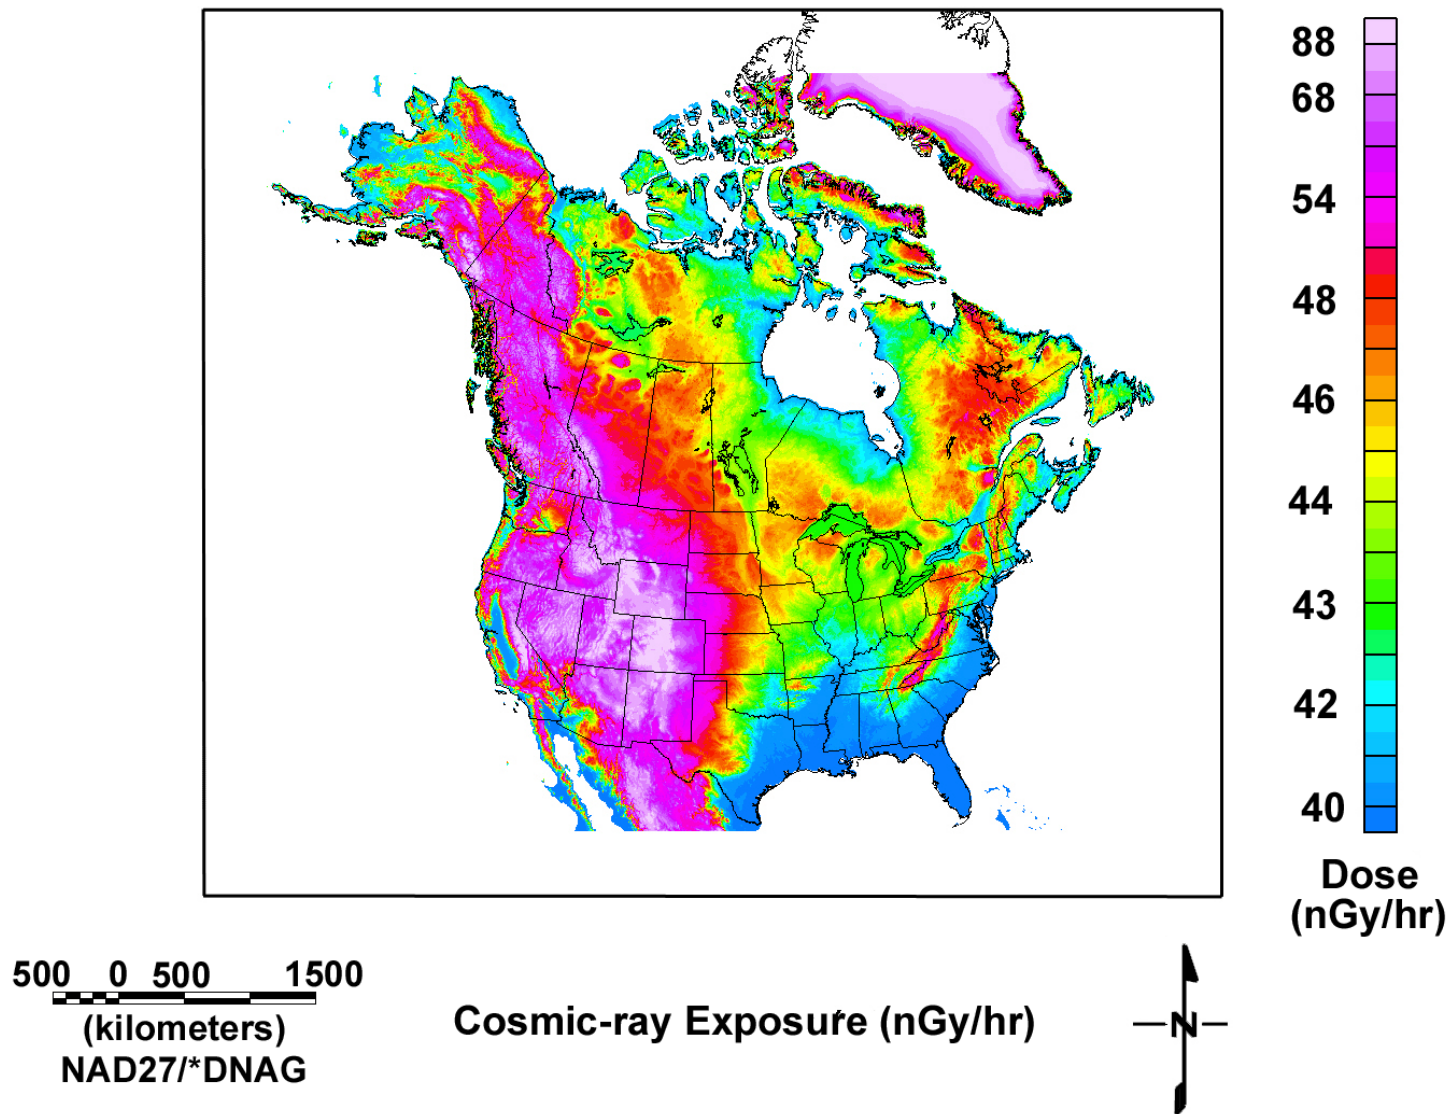 88
68
54
48
46
44
43
42
40
Dose
(nGy/hr)
500 0 500 1500
(kilometers)
NAD27/*DNAG
Cosmic-ray Exposure (nGy/hr)
N